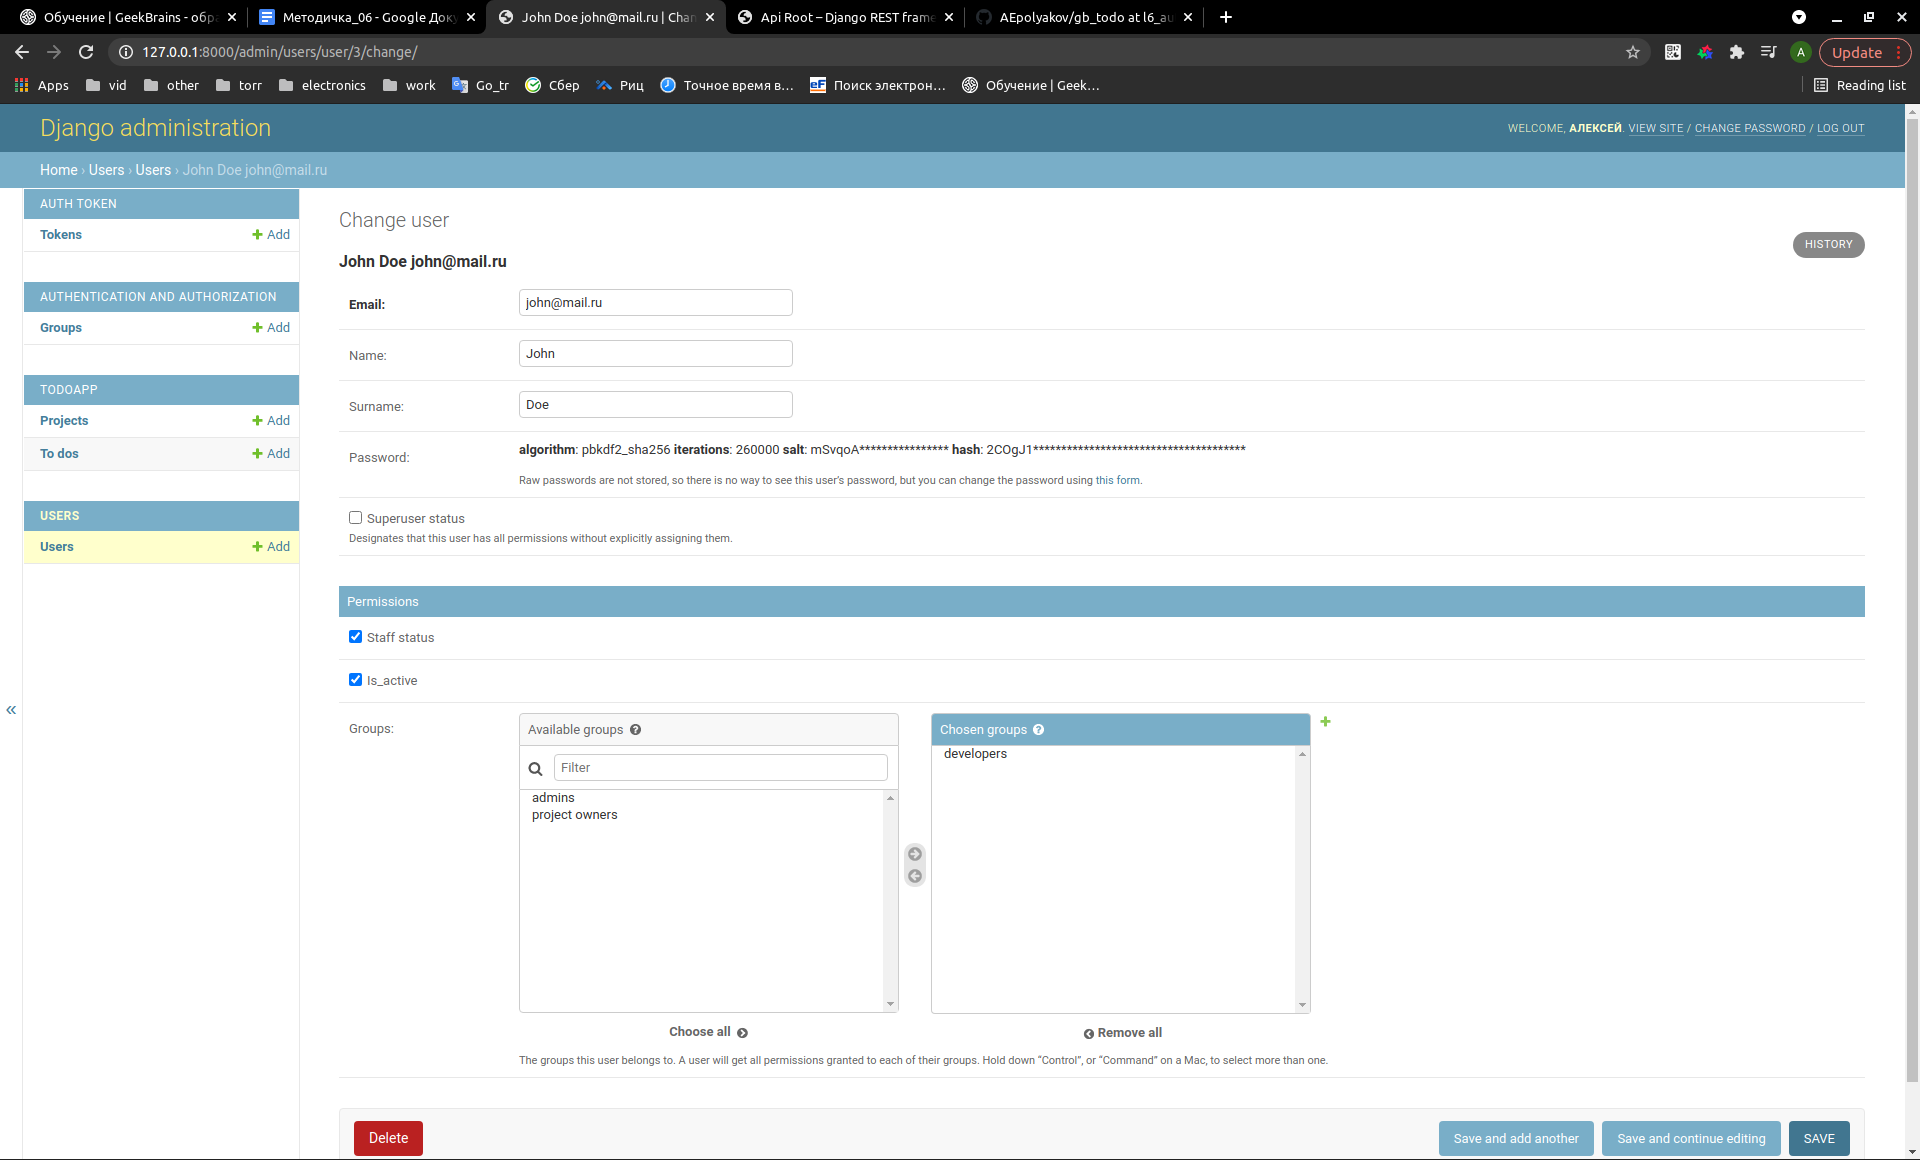 Обучение | GeekBrains - обр
Методичка_06 - Google Док
John Doe john@mail.ru | Chan
Api Root – Django REST frame
AEpolyakov/gb_todo at l6_au
127.0.0.1:8000/admin/users/user/3/change/
A
Update
Apps
vid
other
torr
electronics
work
Go_tr
Сбер
Риц
Точное время в…
eF
Поиск электрон…
Обучение | Geek…
Reading list
Django administration
WELCOME, АЛЕКСЕЙ. VIEW SITE / CHANGE PASSWORD / LOG OUT
Home › Users › Users › John Doe john@mail.ru
AUTH TOKEN
Tokens
Add
AUTHENTICATION AND AUTHORIZATION
Groups
Add
TODOAPP
Projects
Add
To dos
Add
USERS
Users
Add
«
Change user
HISTORY
John Doe john@mail.ru
Email:
john@mail.ru
Name:
John
Surname:
Doe
Password:
algorithm: pbkdf2_sha256 iterations: 260000 salt: mSvqoA**************** hash: 2COgJ1**************************************
Raw passwords are not stored, so there is no way to see this user’s password, but you can change the password using this form.
Superuser status
Designates that this user has all permissions without explicitly assigning them.
Permissions
Staff status
Is_active
Groups:
Available groups
Filter
admins
project owners
Choose all
Chosen groups
developers
Remove all
The groups this user belongs to. A user will get all permissions granted to each of their groups. Hold down “Control”, or “Command” on a Mac, to select more than one.
Delete
Save and add another
Save and continue editing
SAVE